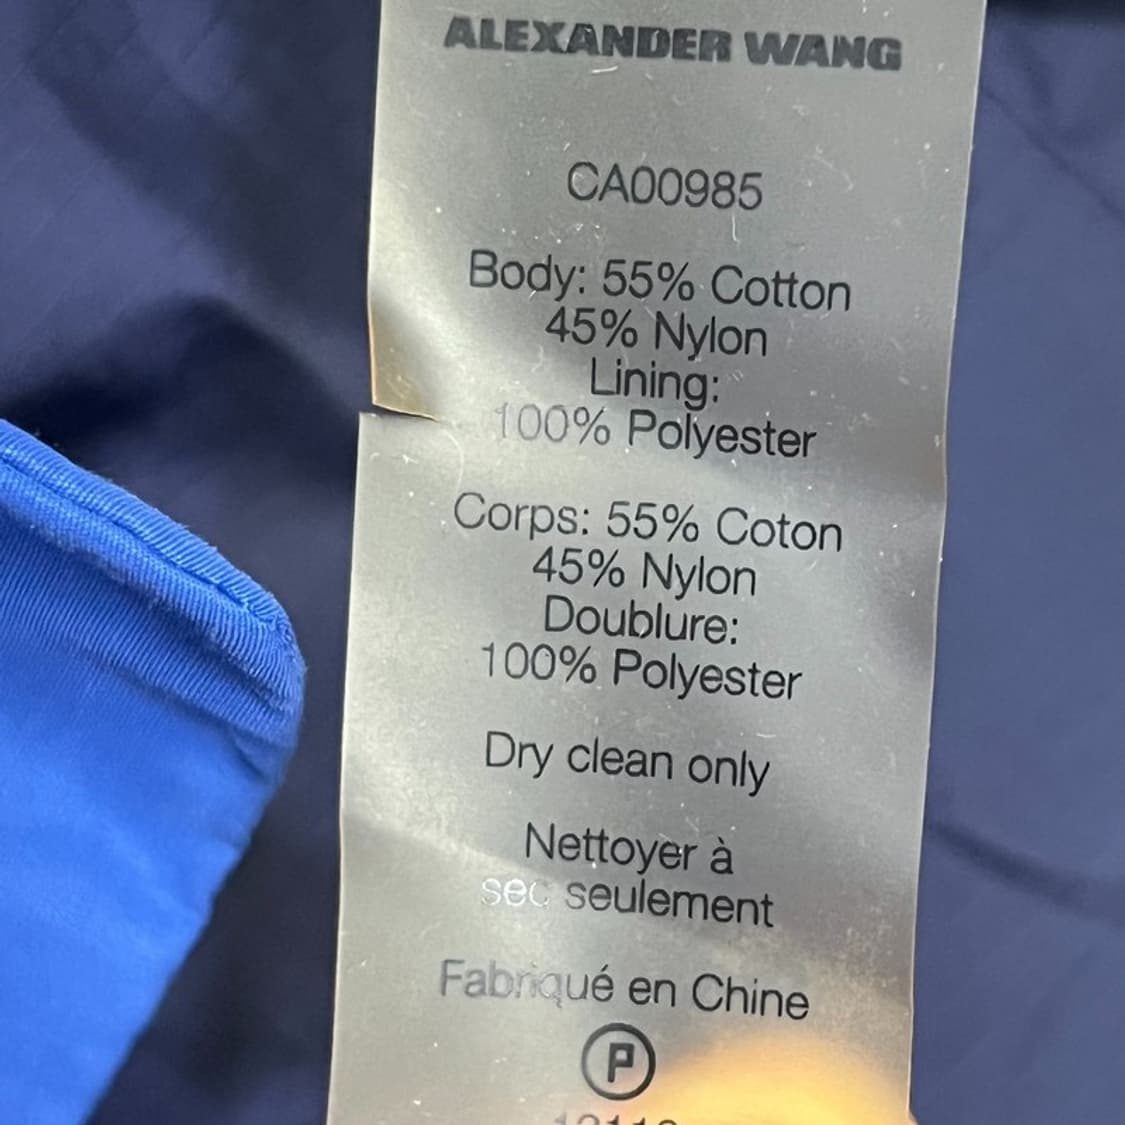 ALEXANDER WANG
CA00985
Body: 55% Cotton
45% Nylon
Lining:
100% Polyester
Corps: 55% Coton
45% Nylon
Doublure:
100% Polyester
Dry clean only
Nettoyer à
sec seulement
Fabriqué en Chine
P